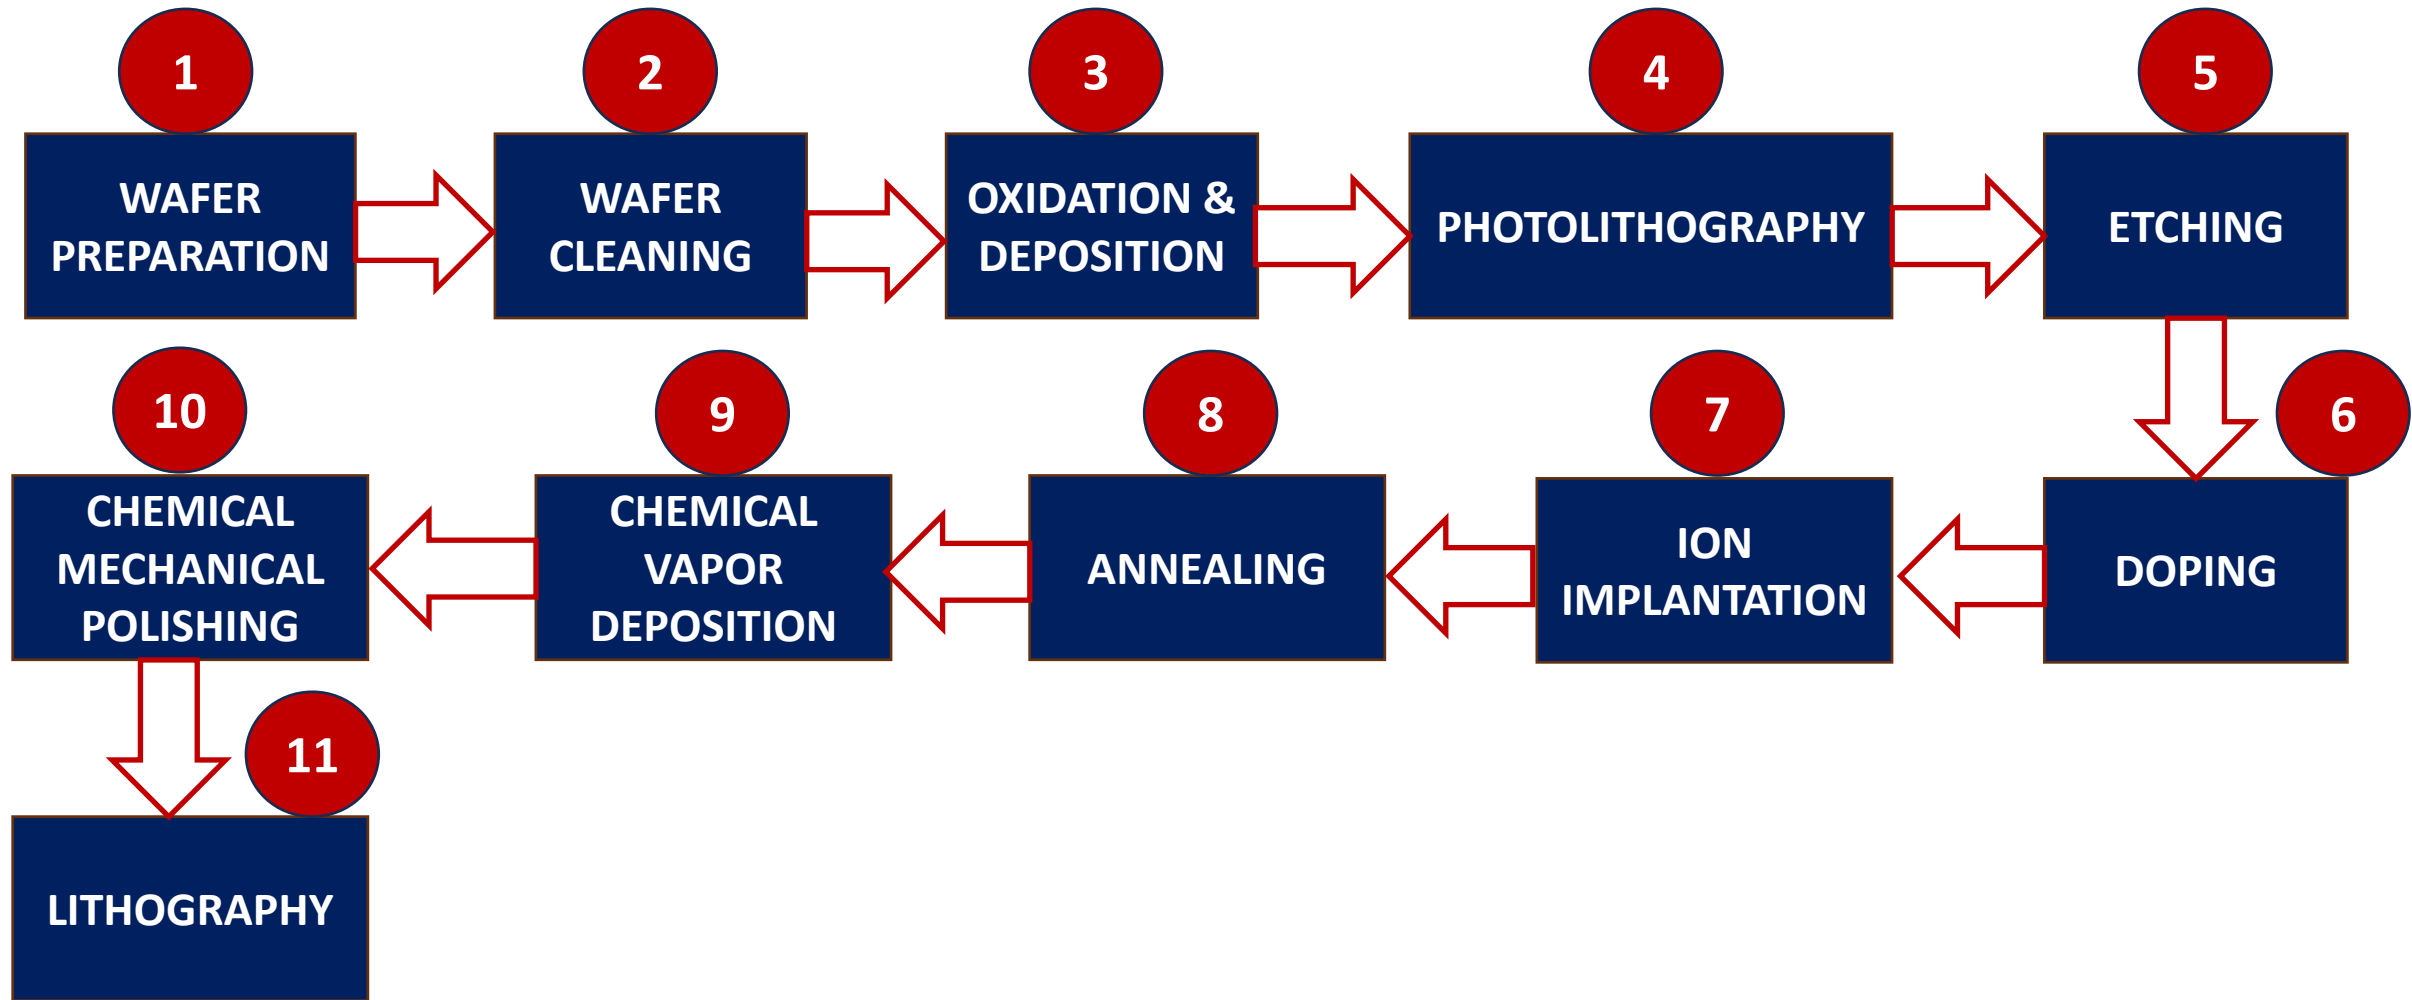 1
WAFER
PREPARATION
2
WAFER
CLEANING
3
OXIDATION &
DEPOSITION
4
PHOTOLITHOGRAPHY
5
ETCHING
6
DOPING
7
ION
IMPLANTATION
8
ANNEALING
9
CHEMICAL
VAPOR
DEPOSITION
10
CHEMICAL
MECHANICAL
POLISHING
11
LITHOGRAPHY